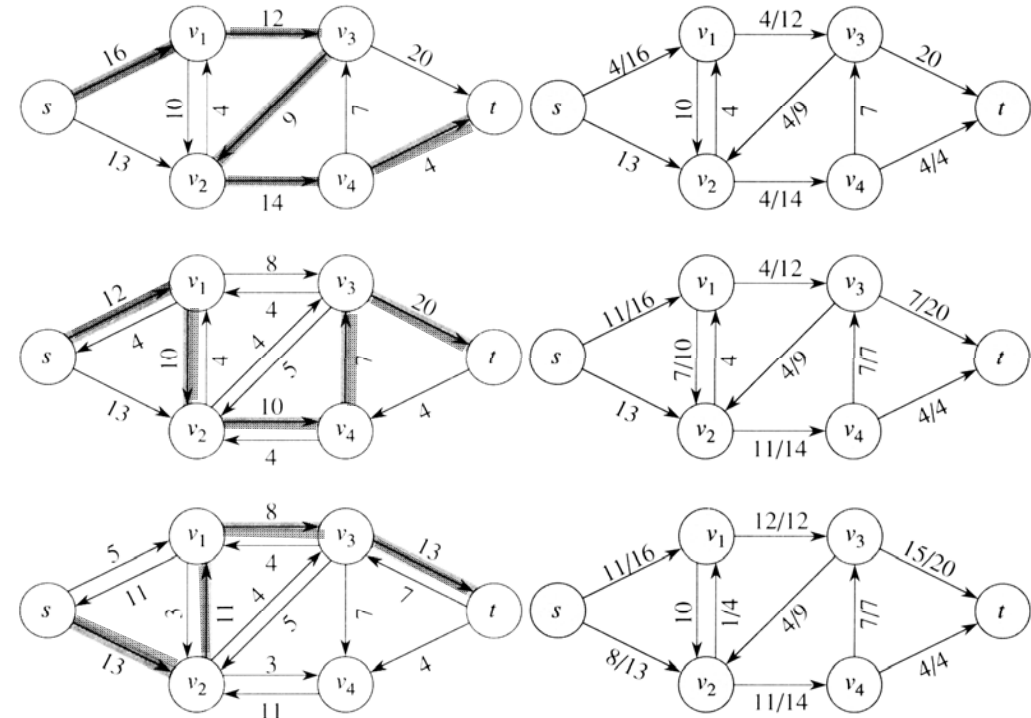 12 4/12
v1 v3 v1 v3
16 20 4/16 20
s 10 4 9 7 t s 10 4 4/9 7 t
13 4 13 4/4
v2 v4 v2 v4
14 4/14
8 4/12
v1 v3 v1 v3
12 4 20 11/16 7/20
s 4 10 4 4 5 7 t s 7/10 4 4/9 7/7 t
13 10 4 13 4/4
v2 v4 v2 v4
4 11/14
8 12/12
v1 v3 v1 v3
5 4 13 11/16 15/20
s 11 3 11 4 5 7 7 t s 10 1/4 4/9 7/7 t
13 3 4 8/13 4/4
v2 v4 v2 v4
11 11/14